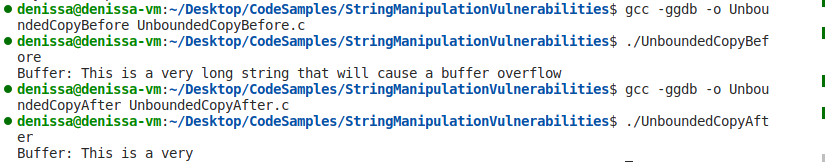 denissa@denissa-vm:~/Desktop/CodeSamples/StringManipulationVulnerabilities$ gcc -ggdb -o Unbou
ndedCopyBefore UnboundedCopyBefore.c
denissa@denissa-vm:~/Desktop/CodeSamples/StringManipulationVulnerabilities$ ./UnboundedCopyBef
ore
Buffer: This is a very long string that will cause a buffer overflow
denissa@denissa-vm:~/Desktop/CodeSamples/StringManipulationVulnerabilities$ gcc -ggdb -o Unbou
ndedCopyAfter UnboundedCopyAfter.c
denissa@denissa-vm:~/Desktop/CodeSamples/StringManipulationVulnerabilities$ ./UnboundedCopyAft
er
Buffer: This is a very